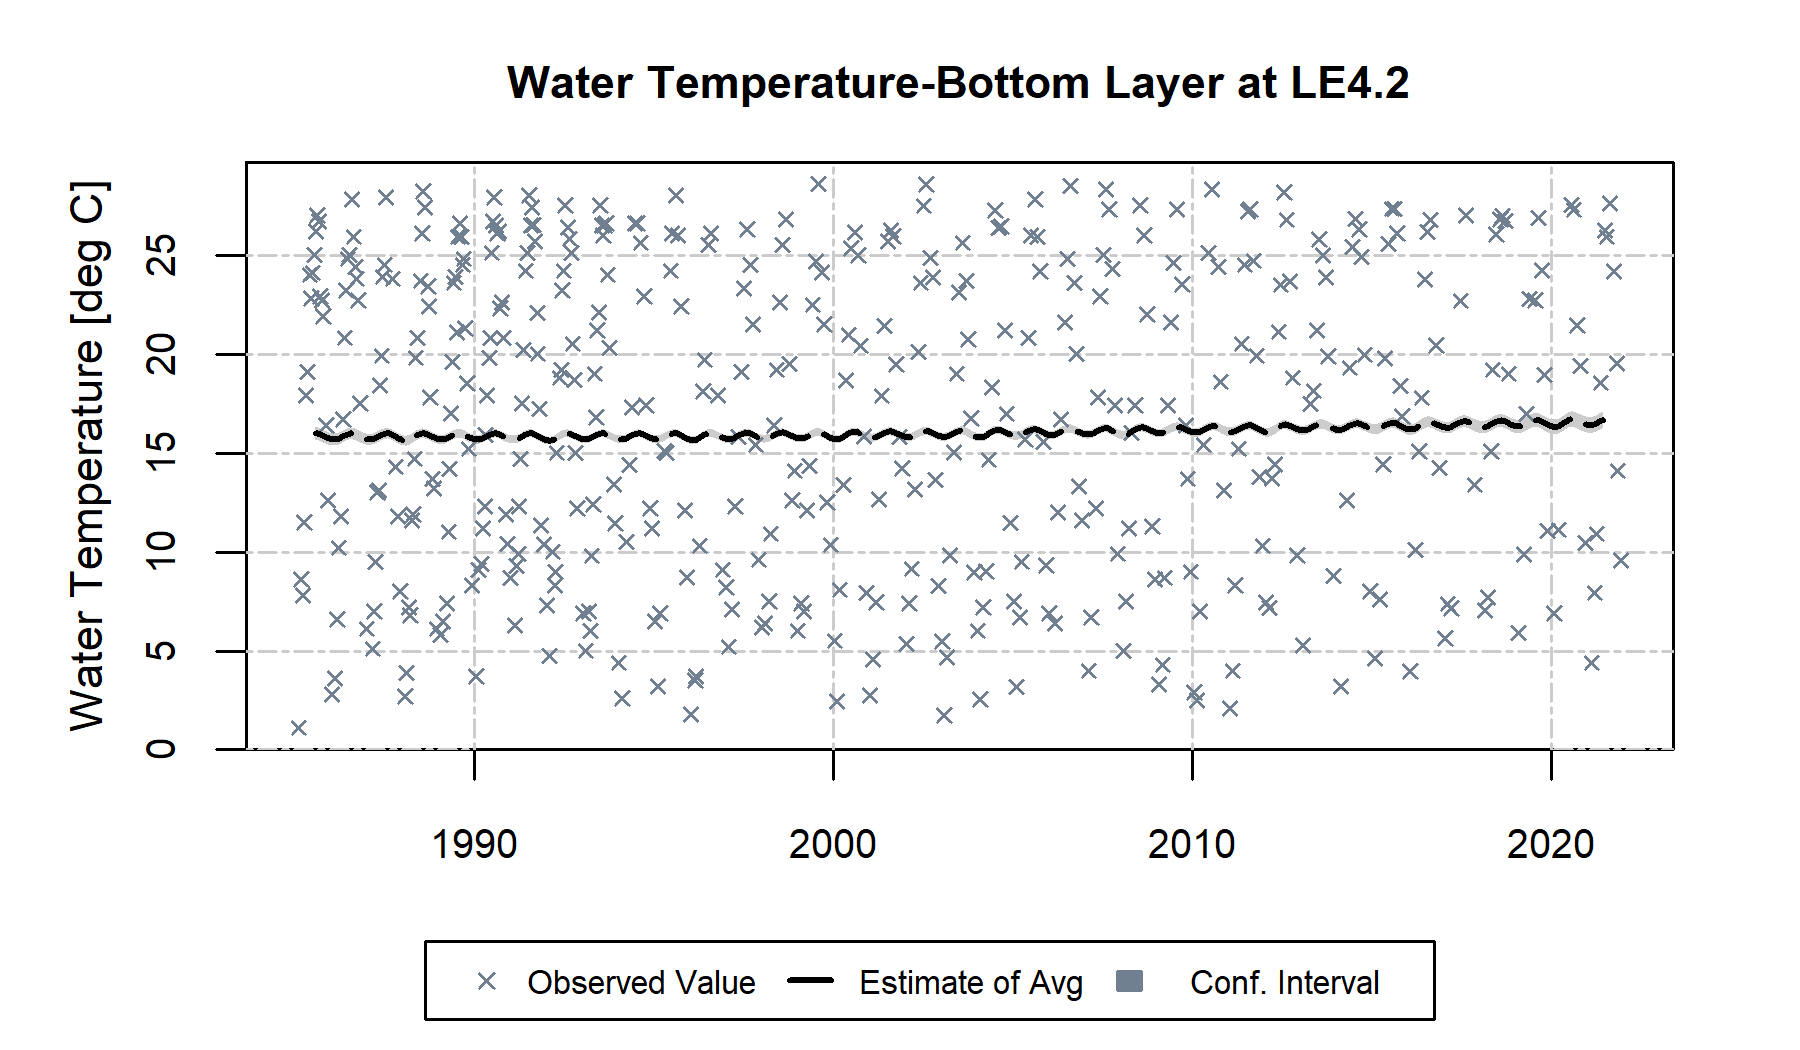 Water Temperature-Bottom Layer at LE4.2
Water Temperature [deg C]
25
20
15
10
5
0
1990 2000 2010 2020
Observed Value Estimate of Avg Conf. Interval